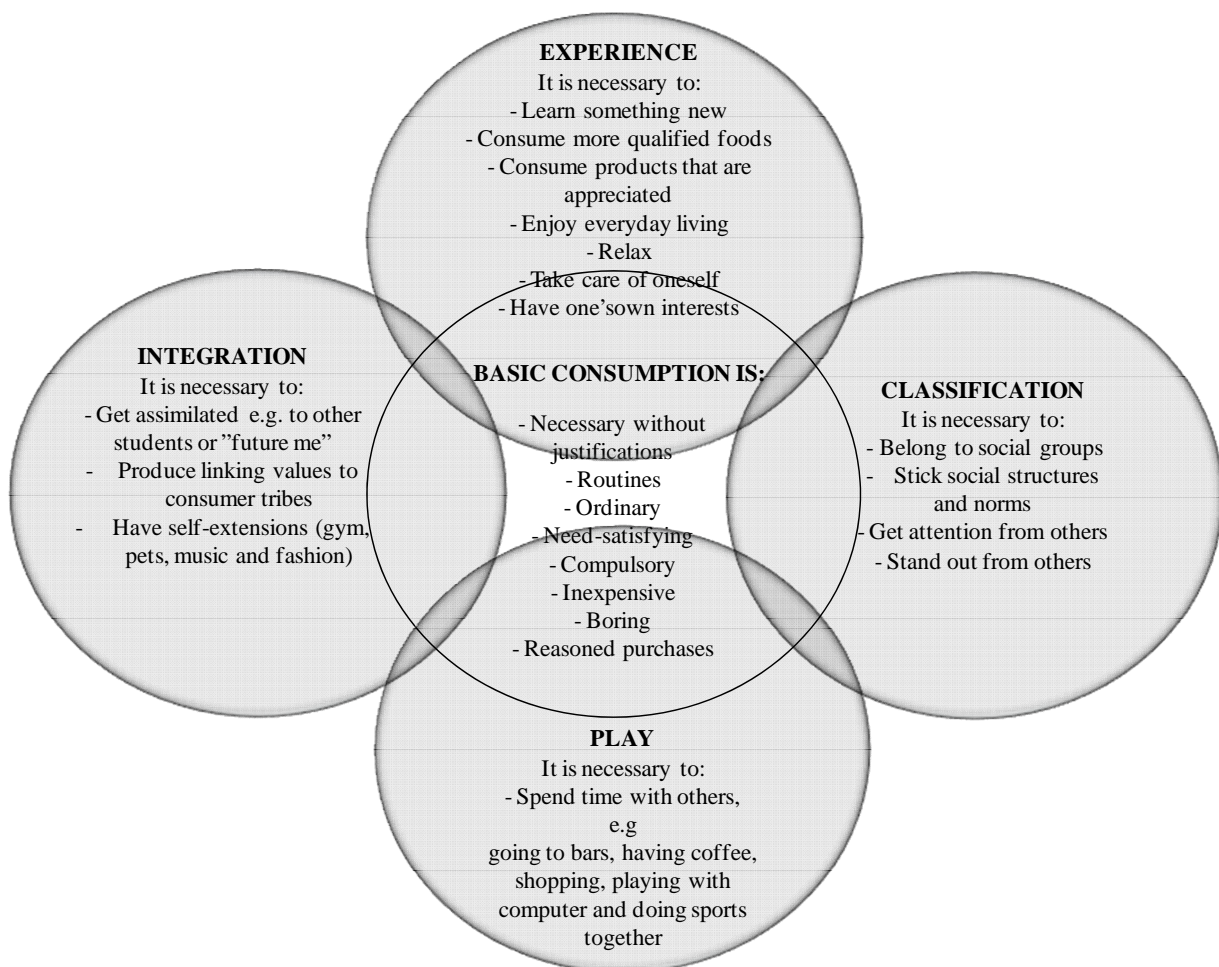 EXPERIENCE
It is necessary to:
- Learn something new
- Consume more qualified foods
- Consume products that are
appreciated
- Enjoy everyday living
- Relax
- Take care of oneself
- Have one'sown interests
INTEGRATION
It is necessary to:
- Get assimilated e.g. to other
students or ”future me”
- Produce linking values to
consumer tribes
- Have self-extensions (gym,
pets, music and fashion)
BASIC CONSUMPTION IS:
- Necessary without
justifications
- Routines
- Ordinary
- Need-satisfying
- Compulsory
- Inexpensive
- Boring
- Reasoned purchases
CLASSIFICATION
It is necessary to:
- Belong to social groups
- Stick social structures
and norms
- Get attention from others
- Stand out from others
PLAY
It is necessary to:
- Spend time with others,
e.g
going to bars, having coffee,
shopping, playing with
computer and doing sports
together